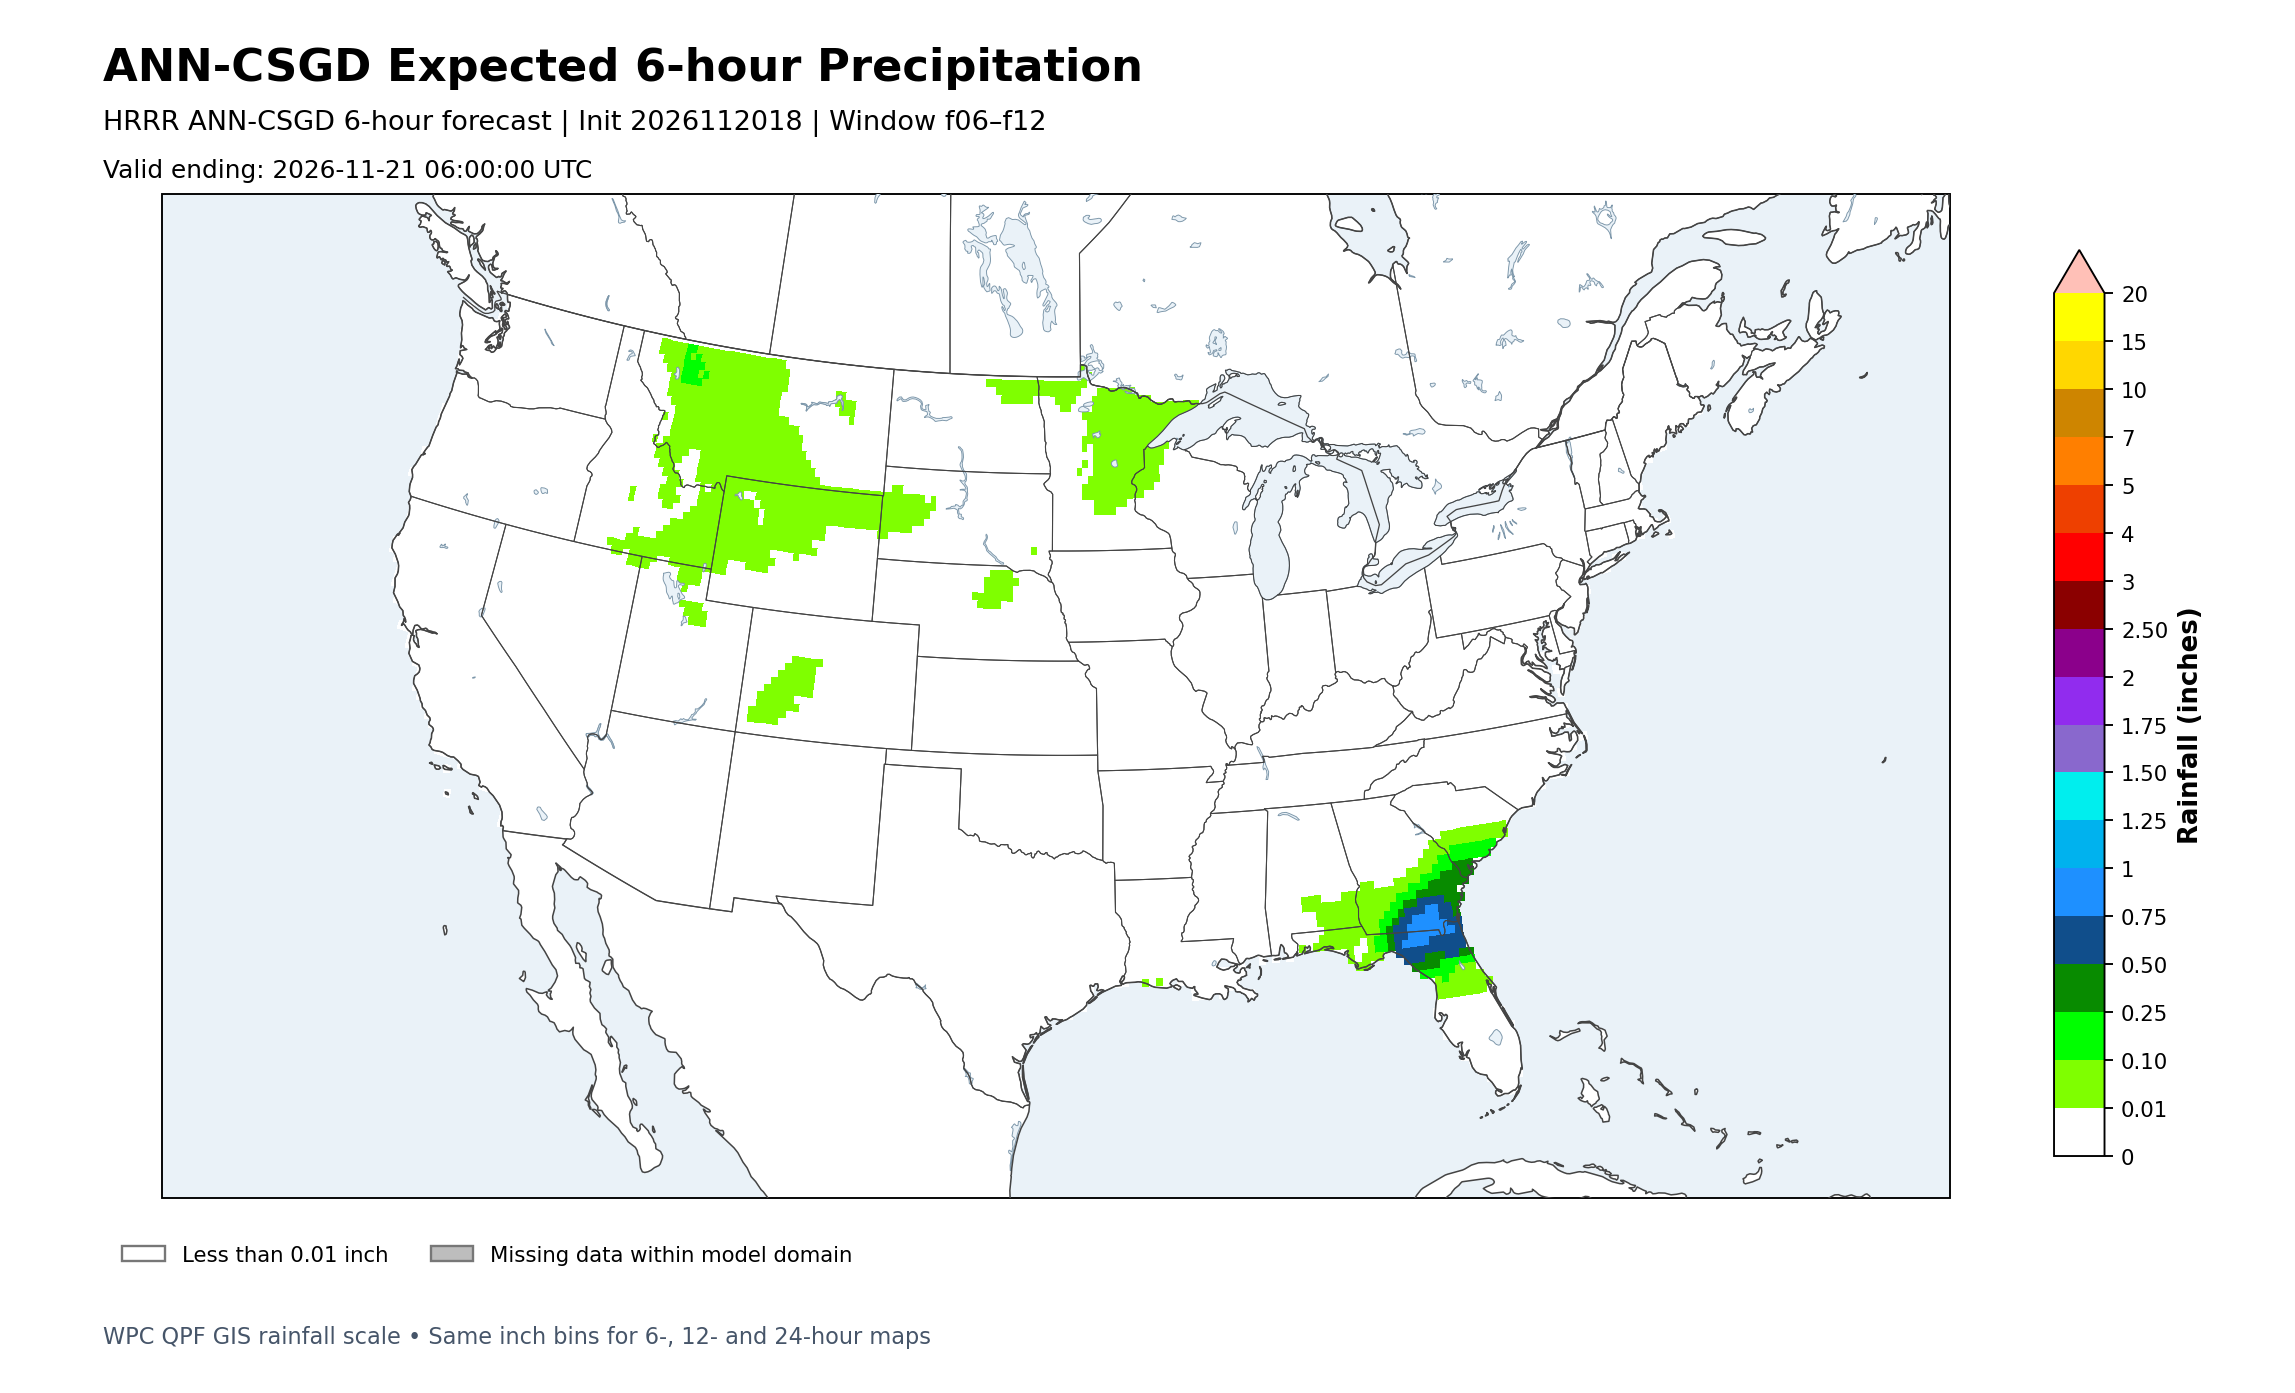 ANN-CSGD Expected 6-hour Precipitation
HRRR ANN-CSGD 6-hour forecast | Init 2026112018 | Window f06–f12
Valid ending: 2026-11-21 06:00:00 UTC
20
15
10
7
5
4
3
2.50
2
1.75
1.50
1.25
1
0.75
0.50
0.25
0.10
0.01
0
Rainfall (inches)
Less than 0.01 inch
Missing data within model domain
WPC QPF GIS rainfall scale • Same inch bins for 6-, 12- and 24-hour maps